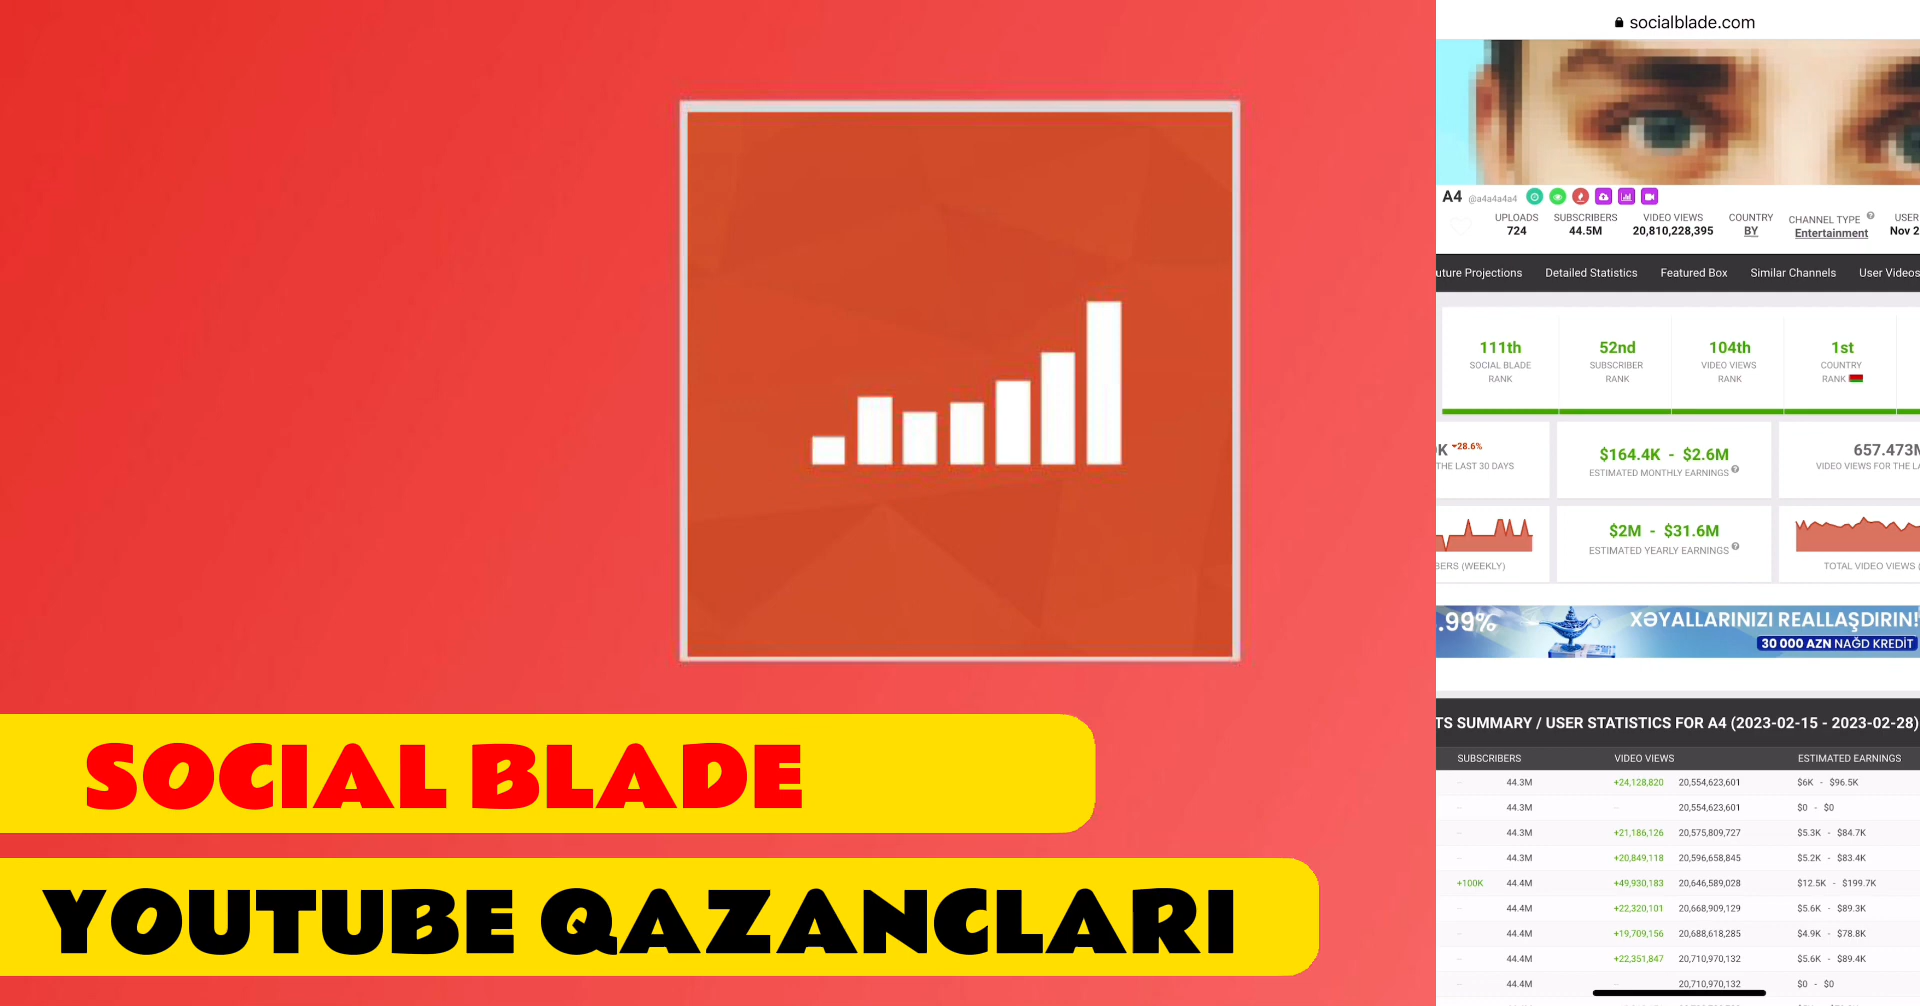 SOCIAL BLADE
YOUTUBE QAZANCLARI
socialblade.com
A4 @a4a4a4a4
UPLOADS SUBSCRIBERS VIDEO VIEWS COUNTRY CHANNEL TYPE USER
724 44.5M 20,810,228,395 BY Entertainment Nov 2
uture Projections Detailed Statistics Featured Box Similar Channels User Videos
111th 52nd 104th 1st
SOCIAL BLADE SUBSCRIBER VIDEO VIEWS COUNTRY
RANK RANK RANK RANK
K 28.6% $164.4K - $2.6M 657.473M
THE LAST 30 DAYS ESTIMATED MONTHLY EARNINGS VIDEO VIEWS FOR THE LA
$2M - $31.6M
ESTIMATED YEARLY EARNINGS
BERS (WEEKLY) TOTAL VIDEO VIEWS (
.99% XƏYALLARINIZI REALLAŞDIRIN!
30 000 AZN NAĞD KREDİT
TS SUMMARY / USER STATISTICS FOR A4 (2023-02-15 - 2023-02-28)
SUBSCRIBERS VIDEO VIEWS ESTIMATED EARNINGS
-- 44.3M +24,128,820 20,554,623,601 $6K - $96.5K
-- 44.3M -- 20,554,623,601 $0 - $0
-- 44.3M +21,186,126 20,575,809,727 $5.3K - $84.7K
-- 44.3M +20,849,118 20,596,658,845 $5.2K - $83.4K
+100K 44.4M +49,930,183 20,646,589,028 $12.5K - $199.7K
-- 44.4M +22,320,101 20,668,909,129 $5.6K - $89.3K
-- 44.4M +19,709,156 20,688,618,285 $4.9K - $78.8K
-- 44.4M +22,351,847 20,710,970,132 $5.6K - $89.4K
-- 44.4M 20,710,970,132 $0 - $0